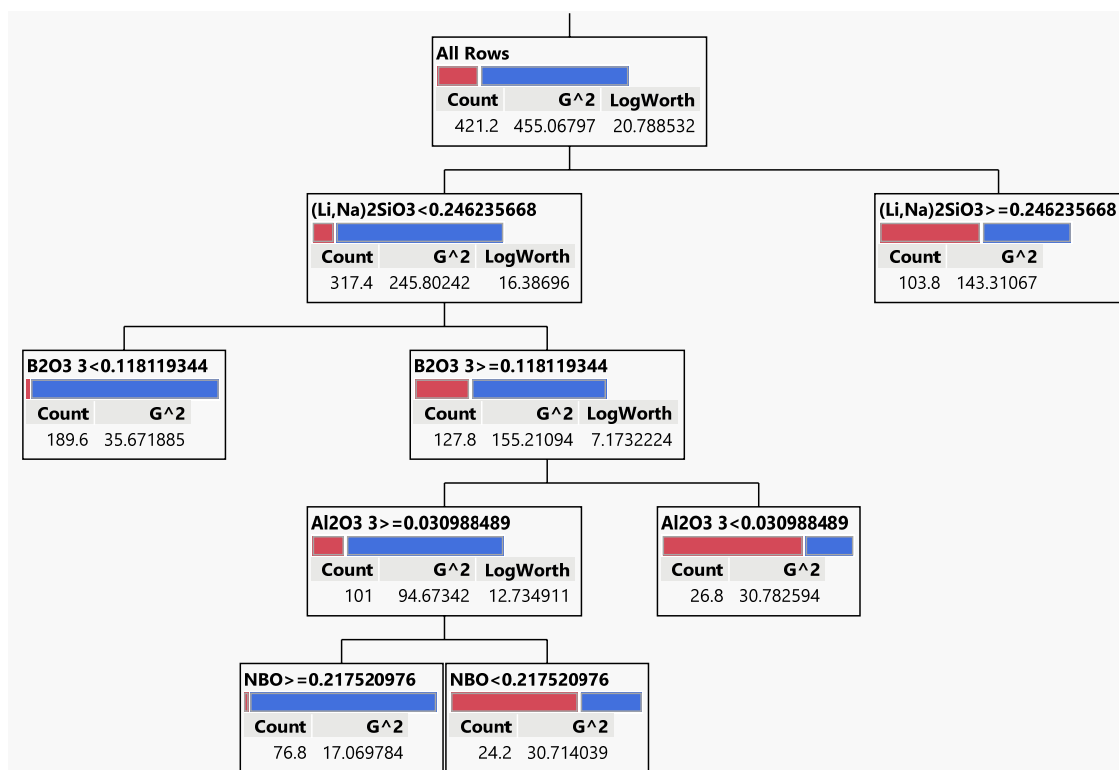 All Rows
Count G^2 LogWorth
421.2 455.06797 20.788532
(Li,Na)2SiO3<0.246235668
Count G^2 LogWorth
317.4 245.80242 16.38696
(Li,Na)2SiO3>=0.246235668
Count G^2
103.8 143.31067
B2O3 3<0.118119344
Count G^2
189.6 35.671885
B2O3 3>=0.118119344
Count G^2 LogWorth
127.8 155.21094 7.1732224
Al2O3 3>=0.030988489
Count G^2 LogWorth
101 94.67342 12.734911
Al2O3 3<0.030988489
Count G^2
26.8 30.782594
NBO>=0.217520976
Count G^2
76.8 17.069784
NBO<0.217520976
Count G^2
24.2 30.714039